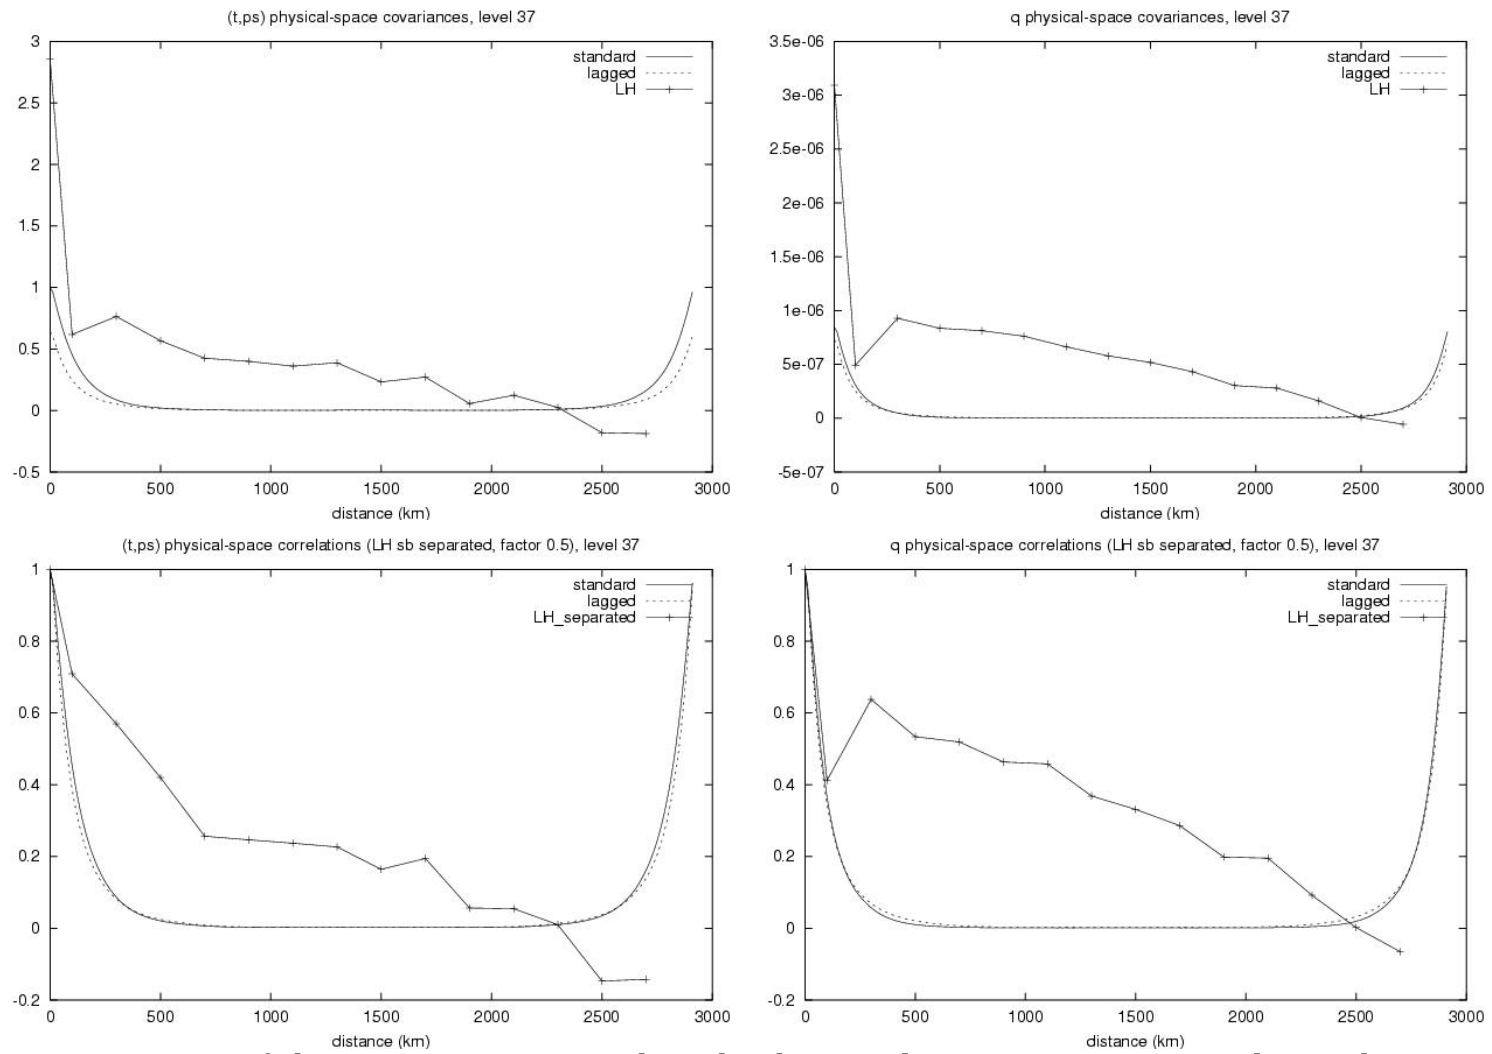 (t,ps) physical-space covariances, level 37
3
2.5
2
1.5
1
0.5
0
-0.5
standard
lagged
LH
0 500 1000 1500 2000 2500 3000
distance (km)
q physical-space covariances, level 37
3.5e-06
3e-06
2.5e-06
2e-06
1.5e-06
1e-06
5e-07
0
-5e-07
standard
lagged
LH
0 500 1000 1500 2000 2500 3000
distance (km)
(t,ps) physical-space correlations (LH sb separated, factor 0.5), level 37
1
0.8
0.6
0.4
0.2
0
-0.2
standard
lagged
LH_separated
0 500 1000 1500 2000 2500 3000
distance (km)
q physical-space correlations (LH sb separated, factor 0.5), level 37
1
0.8
0.6
0.4
0.2
0
-0.2
standard
lagged
LH_separated
0 500 1000 1500 2000 2500 3000
distance (km)